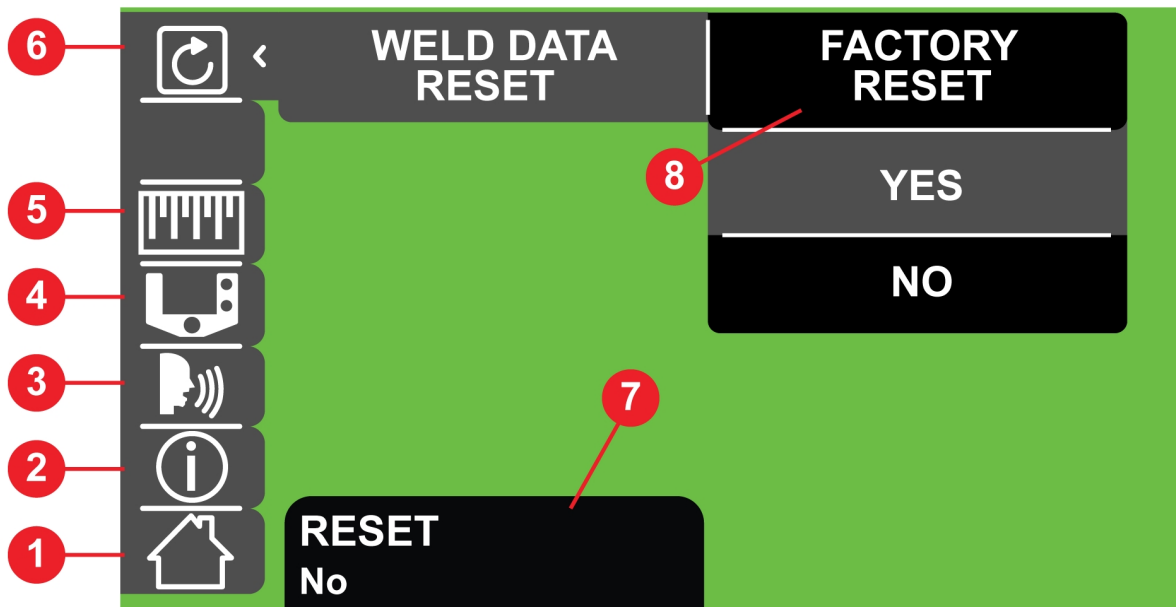 6
WELD DATA
RESET
FACTORY
RESET
8
YES
5
NO
4
3
7
2
RESET
No
1